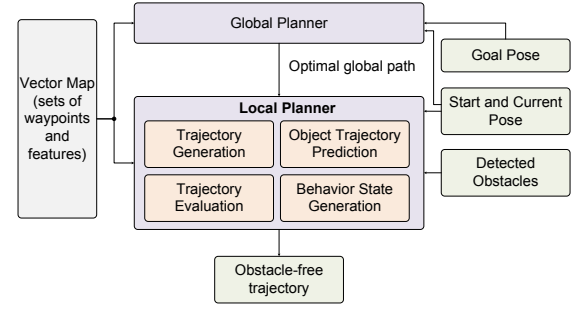 Global Planner
Goal Pose
Optimal global path
Vector Map
(sets of
waypoints
and
features)
Local Planner
Start and Current
Pose
Trajectory
Generation
Object Trajectory
Prediction
Detected
Obstacles
Trajectory
Evaluation
Behavior State
Generation
Obstacle-free
trajectory